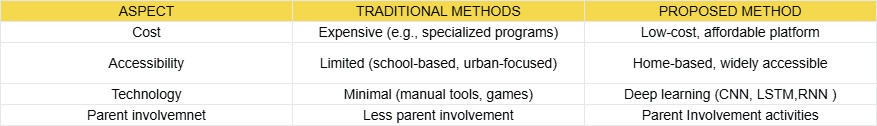 ASPECT TRADITIONAL METHODS PROPOSED METHOD
Cost Expensive (e.g., specialized programs) Low-cost, affordable platform
Accessibility Limited (school-based, urban-focused) Home-based, widely accessible
Technology Minimal (manual tools, games) Deep learning (CNN, LSTM,RNN )
Parent involvemnet Less parent involvement Parent Involvement activities